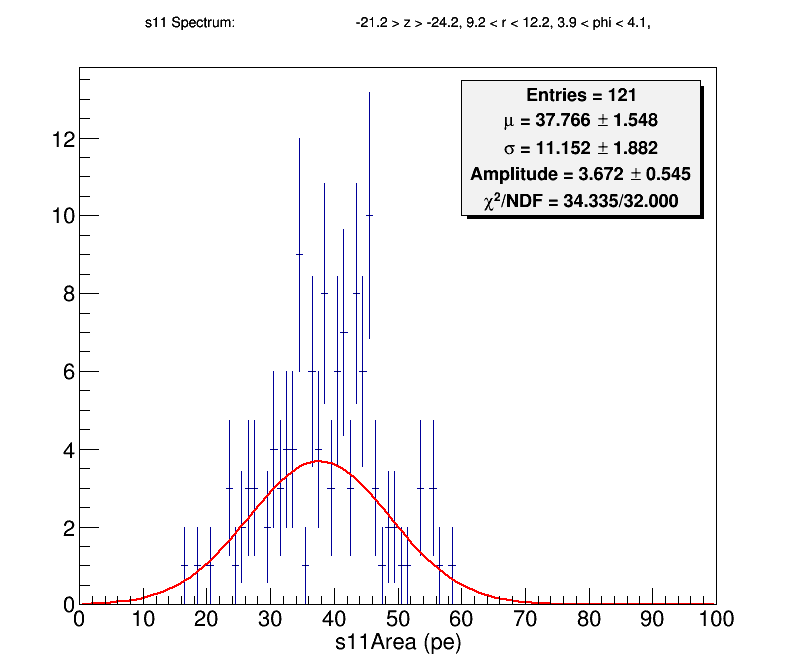 s11 Spectrum: -21.2 > z > -24.2, 9.2 < r < 12.2, 3.9 < phi < 4.1,
Entries = 121
μ = 37.766 ± 1.548
σ = 11.152 ± 1.882
Amplitude = 3.672 ± 0.545
χ²/NDF = 34.335/32.000
12
10
8
6
4
2
0
0 10 20 30 40 50 60 70 80 90 100
s11Area (pe)